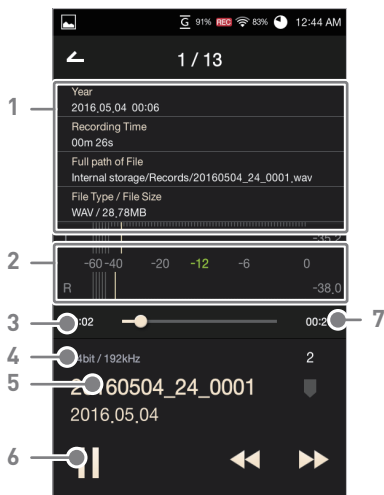 G 91% REC 83% 12:44 AM
1 / 13
1
Year
2016.05.04 00:06
Recording Time
00m 26s
Full path of File
Internal storage/Records/20160504_24_0001.wav
File Type / File Size
WAV / 28.78MB
L -35.2
2
-60 -40 -20 -12 -6 0
R -38.0
3 :02 00:2 7
4 4bit / 192kHz 2
5 20160504_24_0001
2016.05.04
6